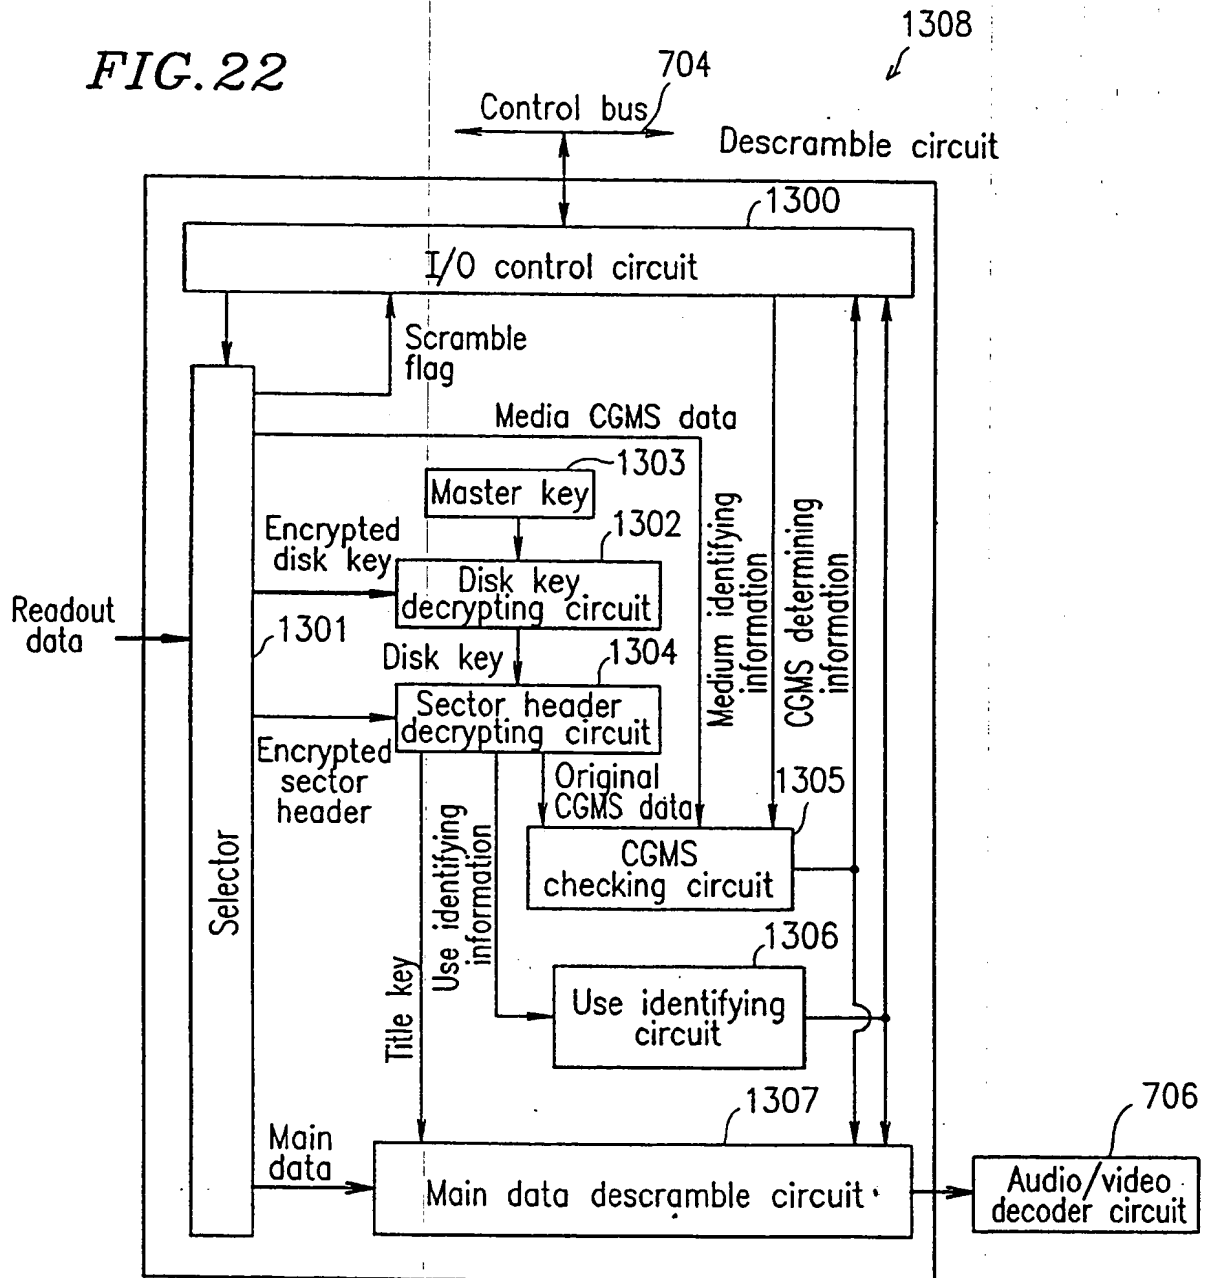 FIG.22
1308
704
Control bus
Descramble circuit
1300
I/O control circuit
Scramble
flag
Media CGMS data
1303
Master key
Encrypted
disk key
1302
Disk key
decrypting circuit
Readout
data
1301
Disk key
1304
Sector header
decrypting circuit
Medium identifying
information
CGMS determining
information
Encrypted
sector
header
Original
CGMS data
1305
CGMS
checking circuit
Selector
Use identifying
information
1306
Use identifying
circuit
Title key
1307
Main
data
Main data descramble circuit
706
Audio/video
decoder circuit